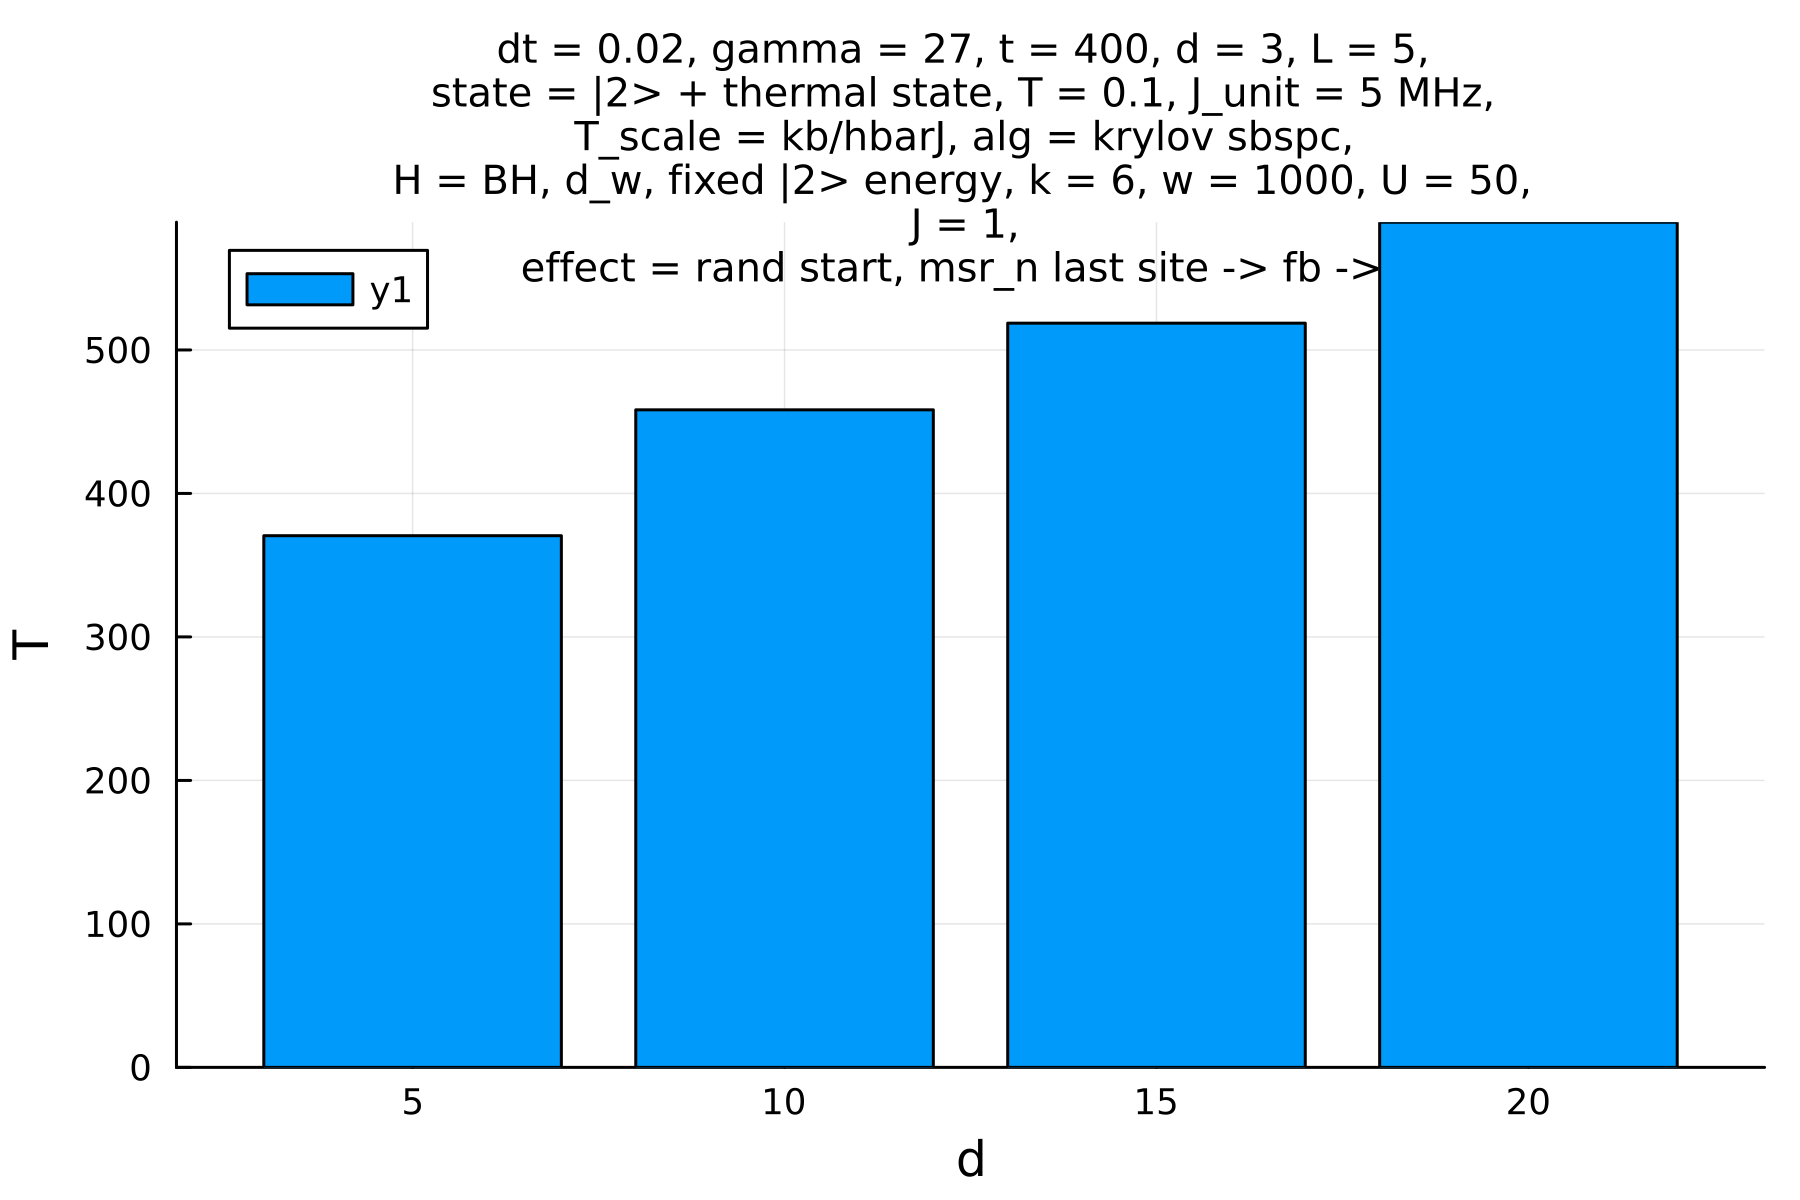 dt = 0.02, gamma = 27, t = 400, d = 3, L = 5,
state = |2> + thermal state, T = 0.1, J_unit = 5 MHz,
T_scale = kb/hbarJ, alg = krylov sbspc,
H = BH, d_w, fixed |2> energy, k = 6, w = 1000, U = 50,
J = 1,
effect = rand start, msr_n last site -> fb ->
y1
500
400
300
200
100
0
T
5
10
15
20
d